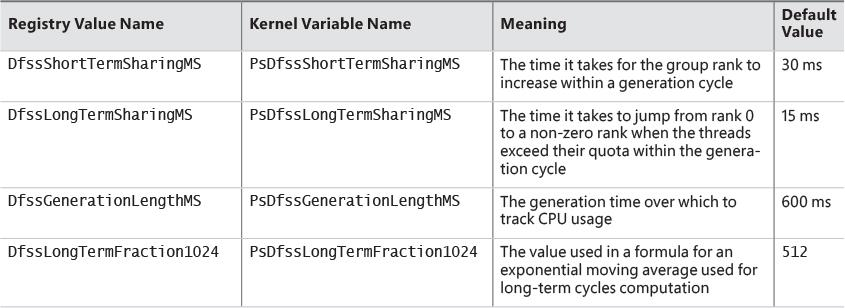 Registry Value Name Kernel Variable Name Meaning Default Value
DfssShortTermSharingMS PsDfssShortTermSharingMS The time it takes for the group rank to 30 ms
increase within a generation cycle
DfssLongTermSharingMS PsDfssLongTermSharingMS The time it takes to jump from rank 0 15 ms
to a non-zero rank when the threads
exceed their quota within the genera-
tion cycle
DfssGenerationLengthMS PsDfssGenerationLengthMS The generation time over which to 600 ms
track CPU usage
DfssLongTermFraction1024 PsDfssLongTermFraction1024 The value used in a formula for an 512
exponential moving average used for
long-term cycles computation